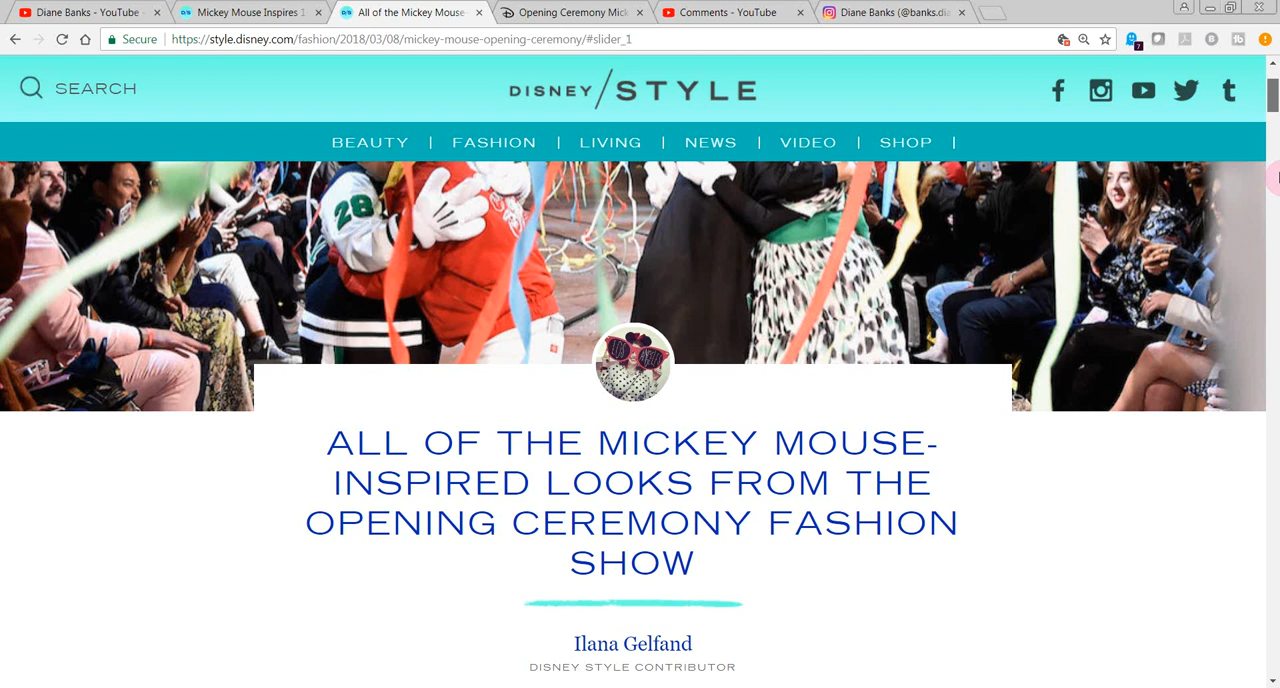 Diane Banks - YouTube -
Mickey Mouse Inspires 1
All of the Mickey Mouse-
Opening Ceremony Mick
Comments - YouTube
Diane Banks (@banks.dia
Secure
https://style.disney.com/fashion/2018/03/08/mickey-mouse-opening-ceremony/#slider_1
7
SEARCH
DISNEY/STYLE
BEAUTY | FASHION | LIVING | NEWS | VIDEO | SHOP |
28
ALL OF THE MICKEY MOUSE-
INSPIRED LOOKS FROM THE
OPENING CEREMONY FASHION
SHOW
Ilana Gelfand
DISNEY STYLE CONTRIBUTOR